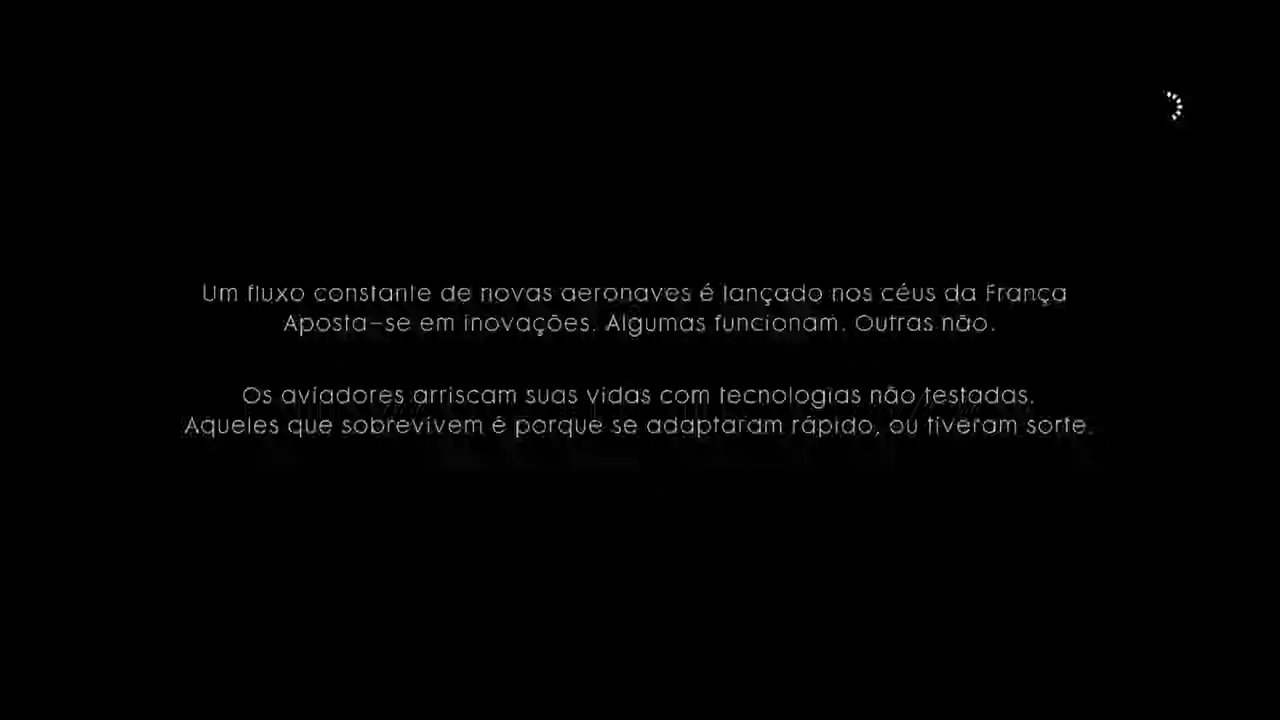 Um fluxo constante de novas aeronaves é lançado nos céus da França
Aposta-se em inovações. Algumas funcionam. Outras não.
Os aviadores arriscam suas vidas com tecnologias não testadas.
Aqueles que sobrevivem é porque se adaptaram rápido, ou tiveram sorte.